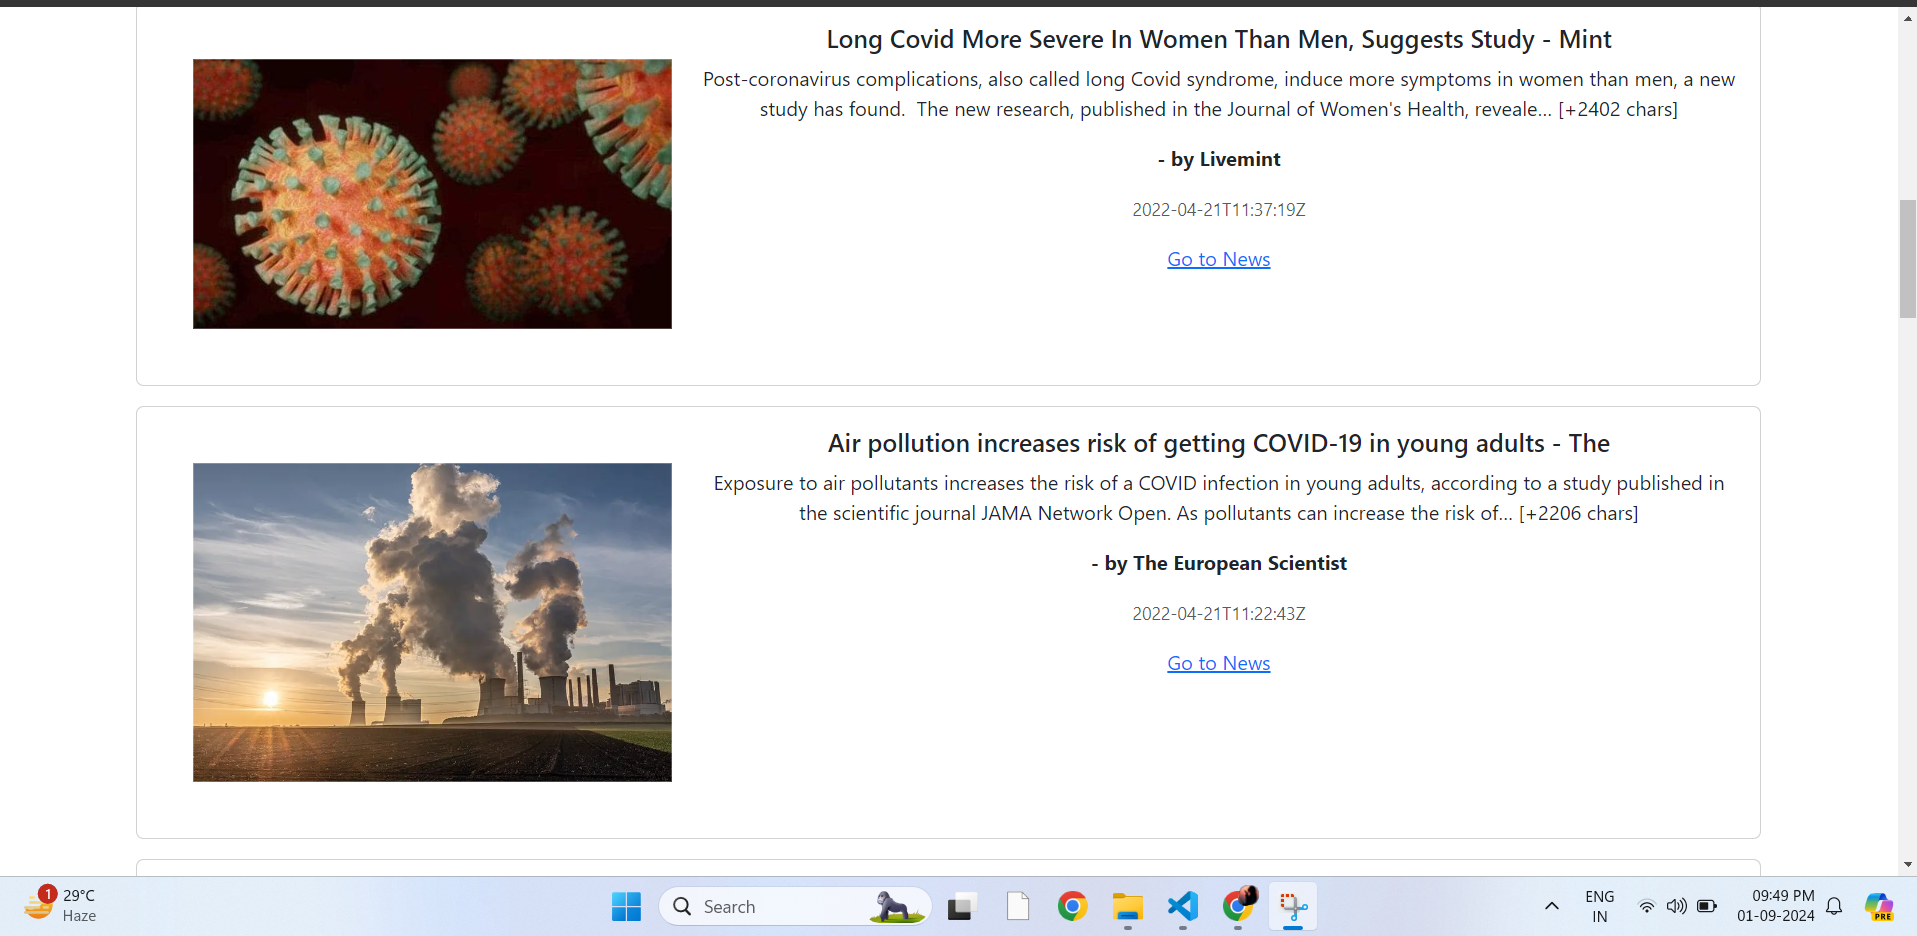 Long Covid More Severe In Women Than Men, Suggests Study - Mint
Post-coronavirus complications, also called long Covid syndrome, induce more symptoms in women than men, a new
study has found.  The new research, published in the Journal of Women's Health, reveale… [+2402 chars]
- by Livemint
2022-04-21T11:37:19Z
Go to News
Air pollution increases risk of getting COVID-19 in young adults - The
Exposure to air pollutants increases the risk of a COVID infection in young adults, according to a study published in
the scientific journal JAMA Network Open. As pollutants can increase the risk of… [+2206 chars]
- by The European Scientist
2022-04-21T11:22:43Z
Go to News
1
29°C
Haze
Search
ENG
IN
09:49 PM
01-09-2024
PRE